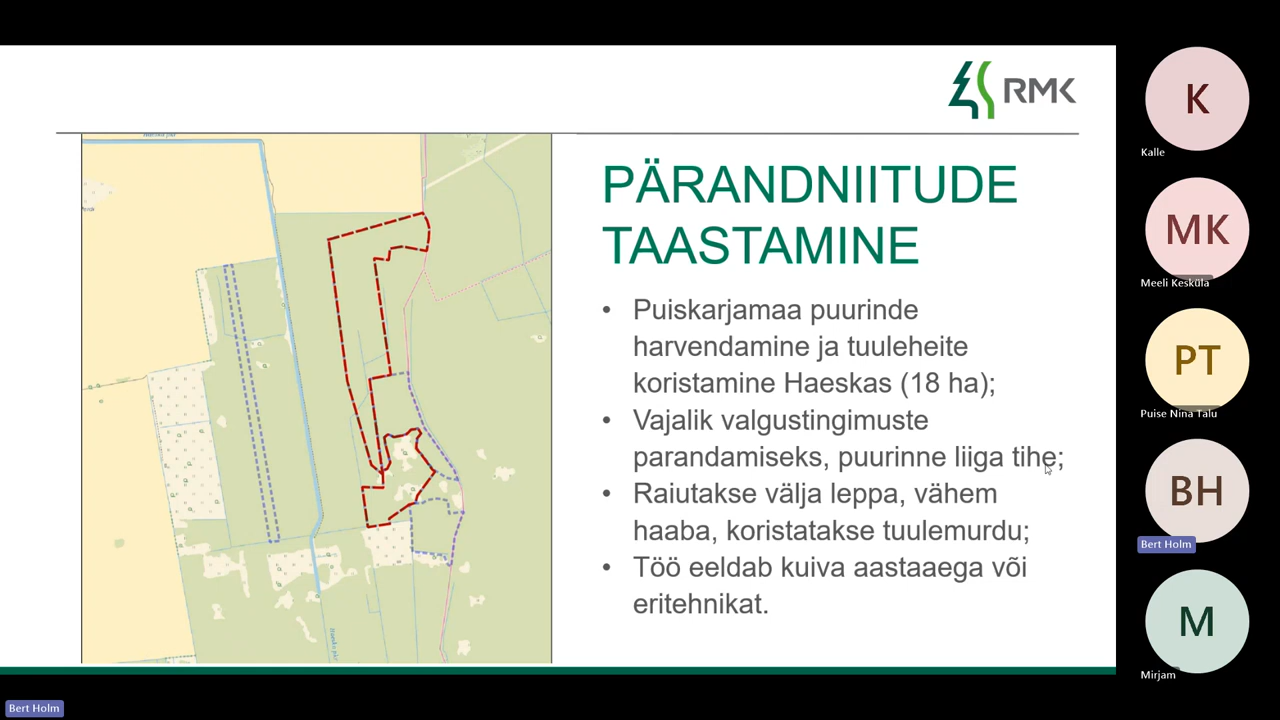 RMK
PÄRANDNIITUDE
TAASTAMINE
• Puiskarjamaa puurinde
harvendamine ja tuuleheite
koristamine Haeskas (18 ha);
• Vajalik valgustingimuste
parandamiseks, puurinne liiga tihe;
• Raiutakse välja leppa, vähem
haaba, koristatakse tuulemurdu;
• Töö eeldab kuiva aastaaega või
eritehnikat.
K
Kalle
MK
Meeli Kesküla
PT
Puise Nina Talu
BH
Bert Holm
M
Mirjam
Bert Holm